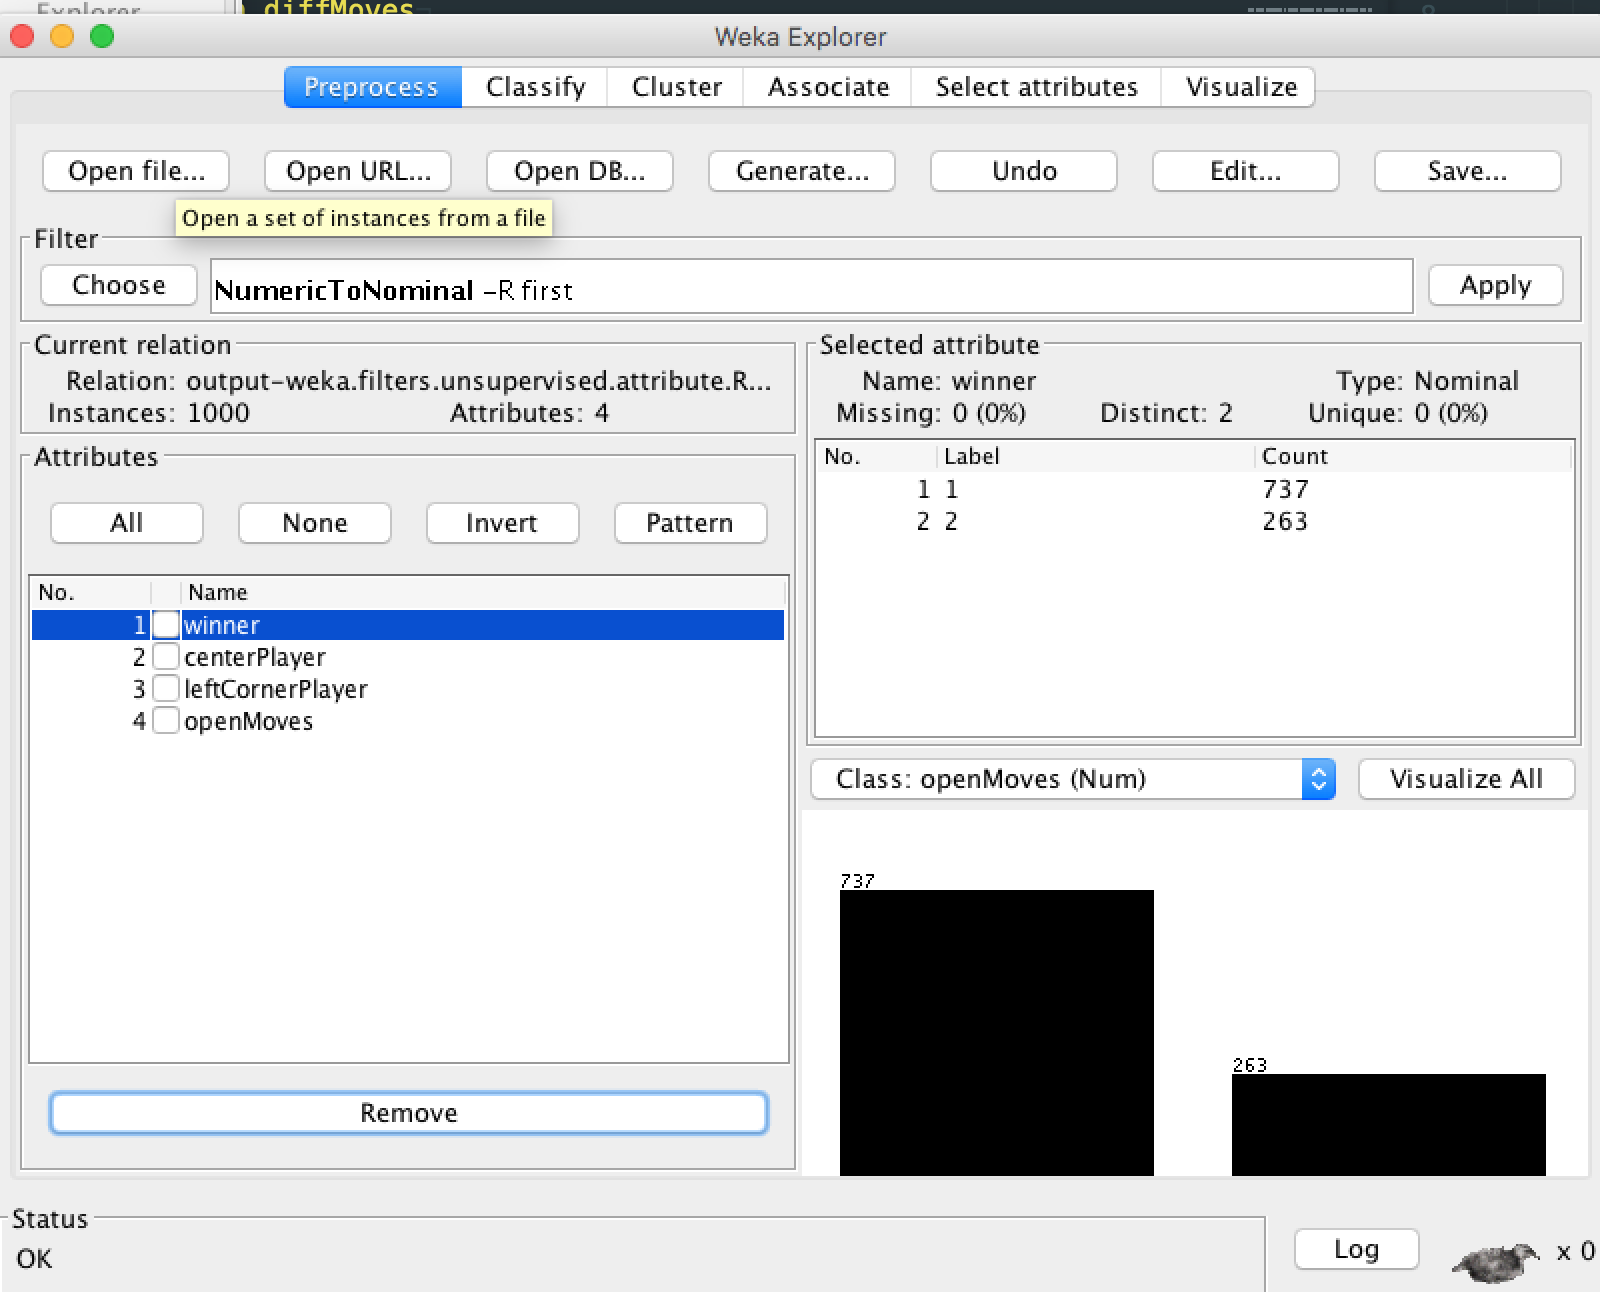 Explorer
diffMoves
Weka Explorer
Preprocess Classify Cluster Associate Select attributes Visualize
Open file... Open URL... Open DB... Generate... Undo Edit... Save...
Open a set of instances from a file
Filter
Choose NumericToNominal -R first Apply
Current relation
Relation: output-weka.filters.unsupervised.attribute.R...
Instances: 1000 Attributes: 4
Attributes
All None Invert Pattern
No. Name
1 winner
2 centerPlayer
3 leftCornerPlayer
4 openMoves
Remove
Selected attribute
Name: winner Type: Nominal
Missing: 0 (0%) Distinct: 2 Unique: 0 (0%)
No. Label Count
1 1 737
2 2 263
Class: openMoves (Num) Visualize All
737
263
Status
OK
Log x 0